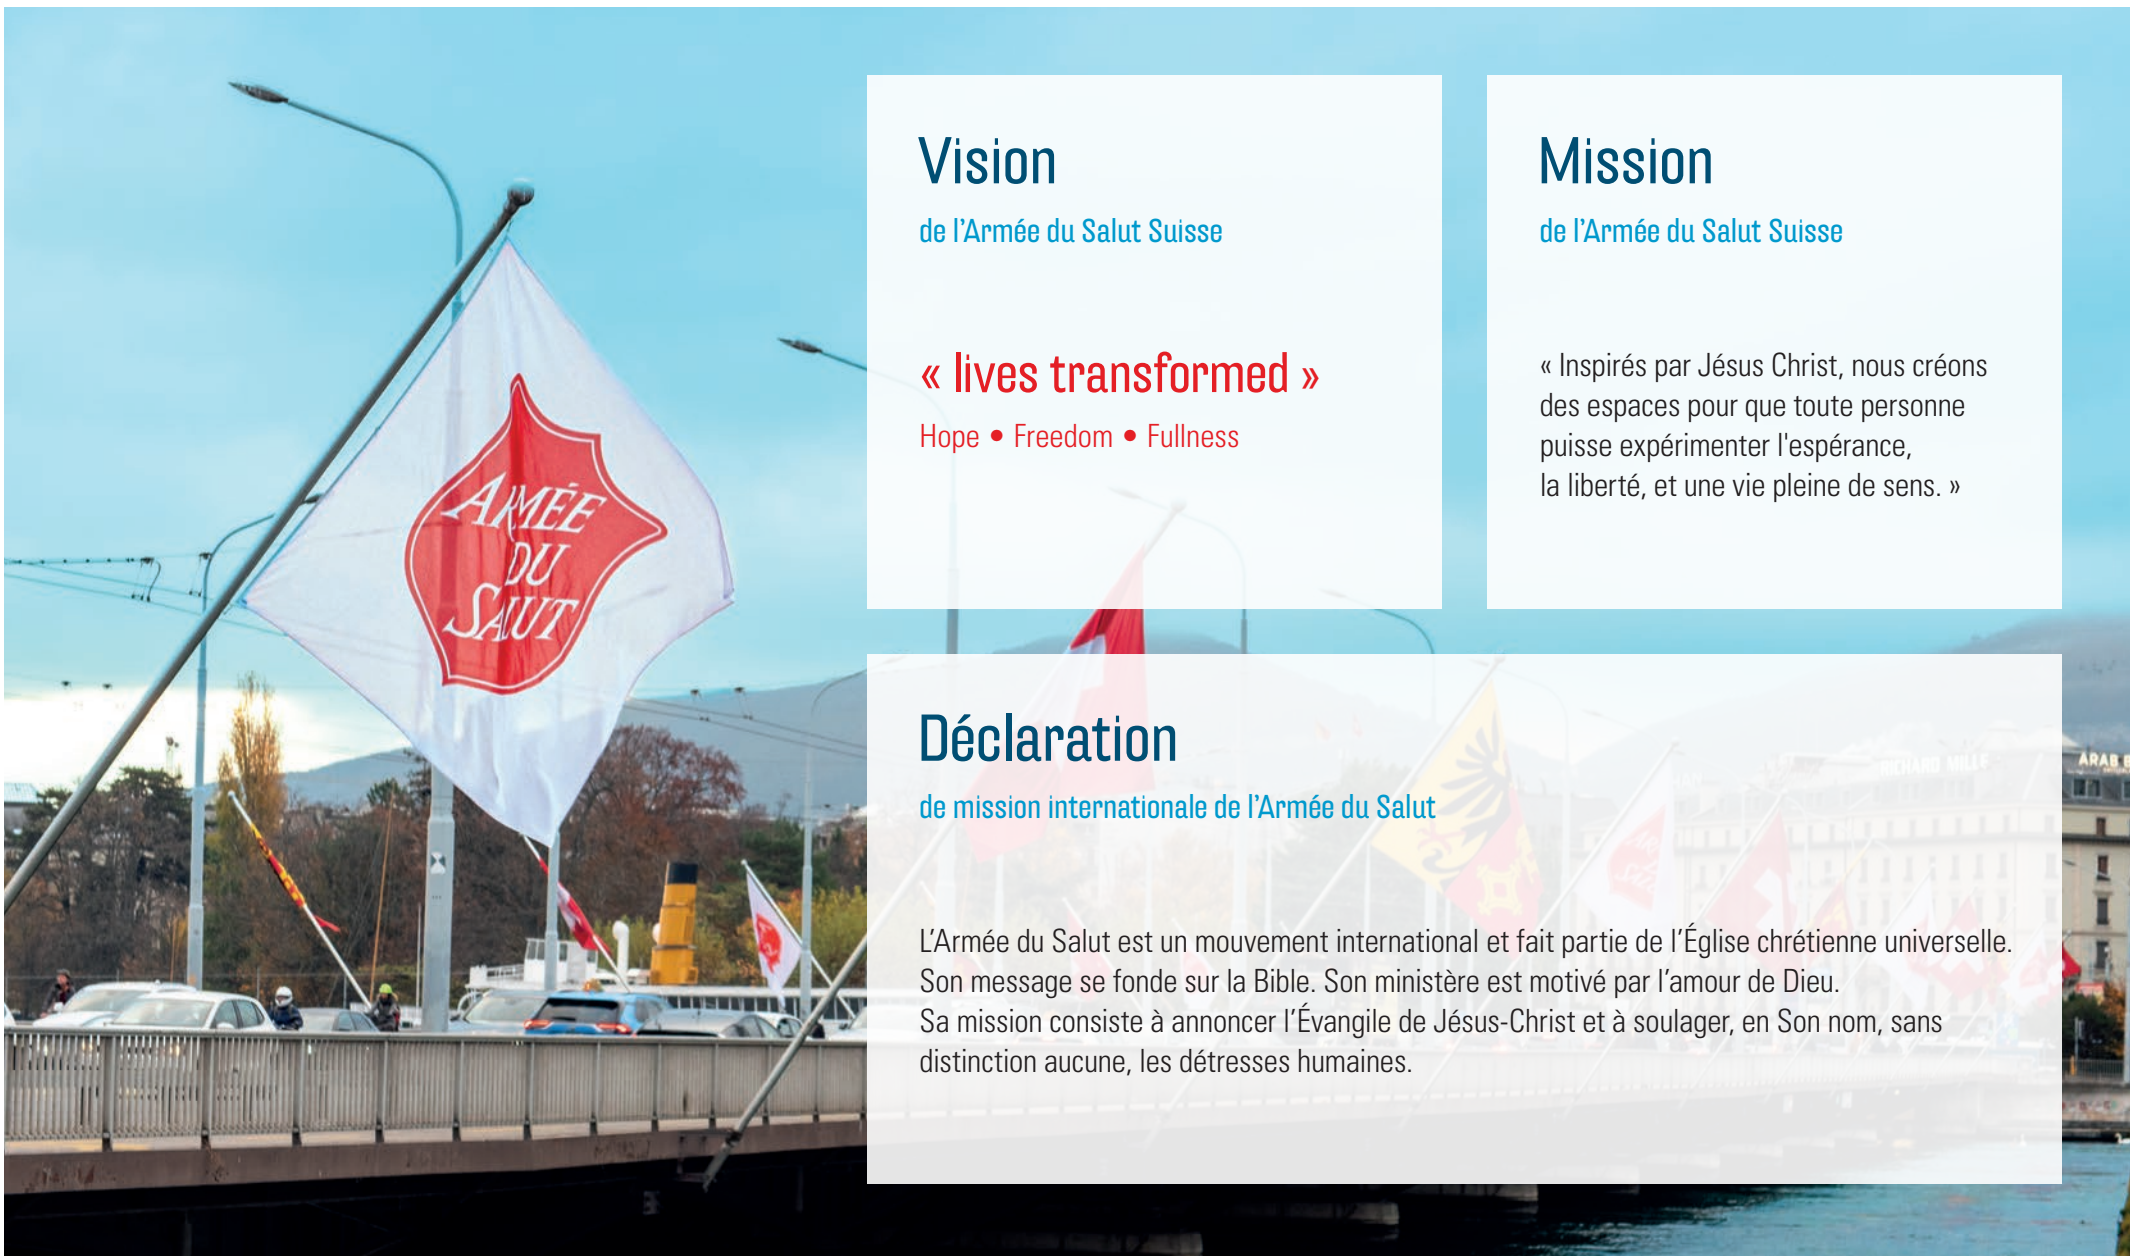 Vision
de l’Armée du Salut Suisse
« lives transformed »
Hope • Freedom • Fullness
Mission
de l’Armée du Salut Suisse
« Inspirés par Jésus Christ, nous créons
des espaces pour que toute personne
puisse expérimenter l'espérance,
la liberté, et une vie pleine de sens. »
ARMÉE
DU
SALUT
Déclaration
de mission internationale de l’Armée du Salut
L’Armée du Salut est un mouvement international et fait partie de l’Église chrétienne universelle.
Son message se fonde sur la Bible. Son ministère est motivé par l’amour de Dieu.
Sa mission consiste à annoncer l’Évangile de Jésus-Christ et à soulager, en Son nom, sans
distinction aucune, les détresses humaines.
RICHARD MILLE
ARAB B